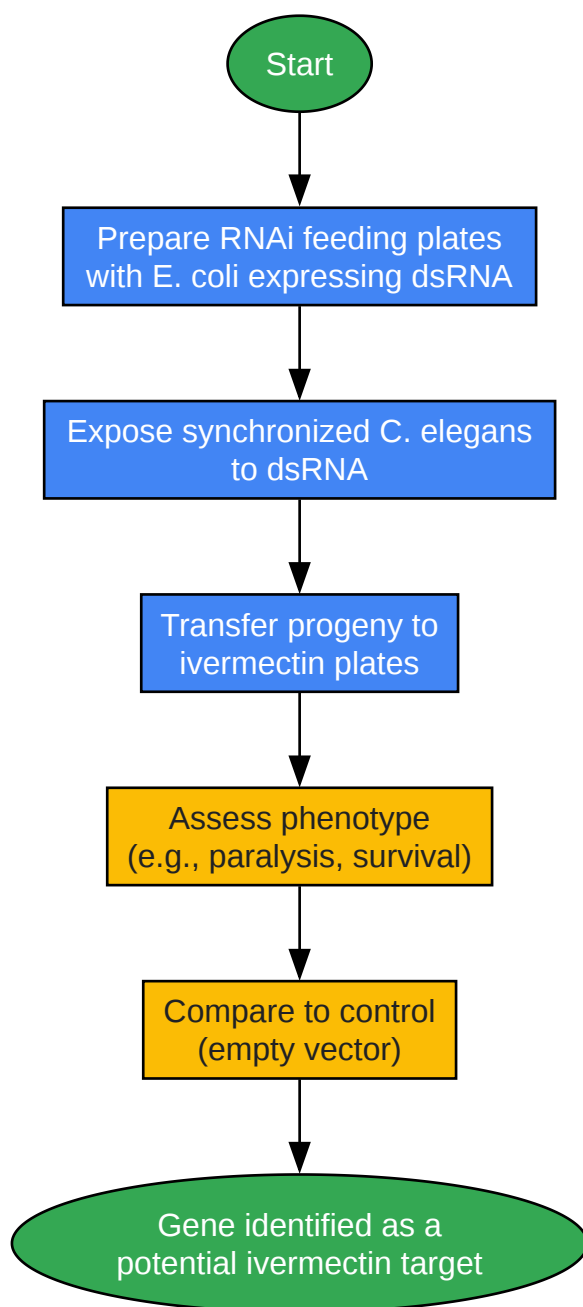 Start
Prepare RNAi feeding plates
with E. coli expressing dsRNA
Expose synchronized C. elegans
to dsRNA
Transfer progeny to
ivermectin plates
Assess phenotype
(e.g., paralysis, survival)
Compare to control
(empty vector)
Gene identified as a
potential ivermectin target